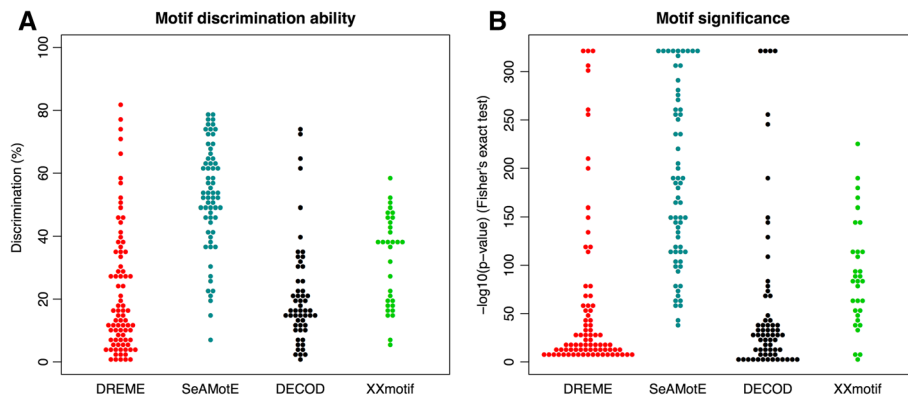 A
Motif discrimination ability
Discrimination (%)
100
80
60
40
20
0
DREME SeAMotE DECOD XXmotif
B
Motif significance
-log10(p-value) (Fisher's exact test)
300
250
200
150
100
50
0
DREME SeAMotE DECOD XXmotif